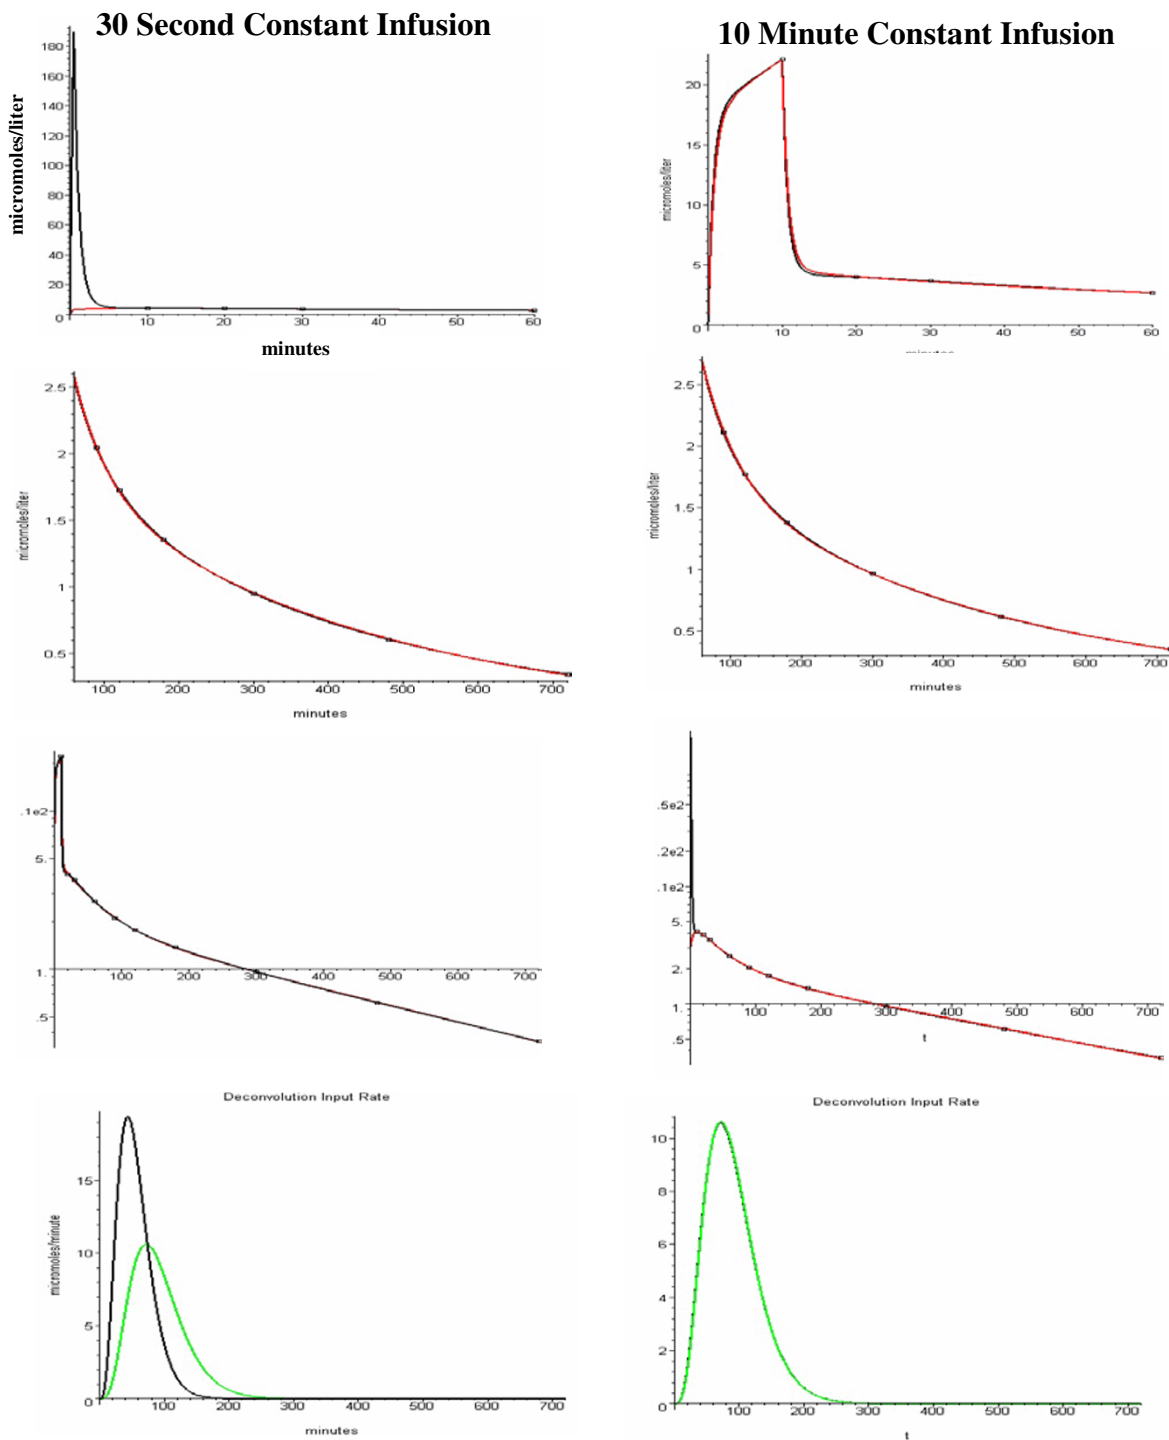 30 Second Constant Infusion
180
160
140
120
100
80
60
40
20
0
10 20 30 40 50 60
micromoles/liter
minutes
10 Minute Constant Infusion
20
15
10
5
0
10 20 30 40 50 60
micromoles/liter
minutes
2.5
2
1.5
1
0.5
100 200 300 400 500 600 700
micromoles/liter
minutes
2.5
2
1.5
1
0.5
100 200 300 400 500 600 700
micromoles/liter
minutes
.1e2
5.
1.
.5
100 200 300 400 500 600 700
.5e2
.2e2
.1e2
5.
2.
1.
.5
100 200 300 400 500 600 700
t
Deconvolution Input Rate
15
10
5
0
100 200 300 400 500 600 700
micromoles/minute
minutes
Deconvolution Input Rate
10
8
6
4
2
0
100 200 300 400 500 600 700
t